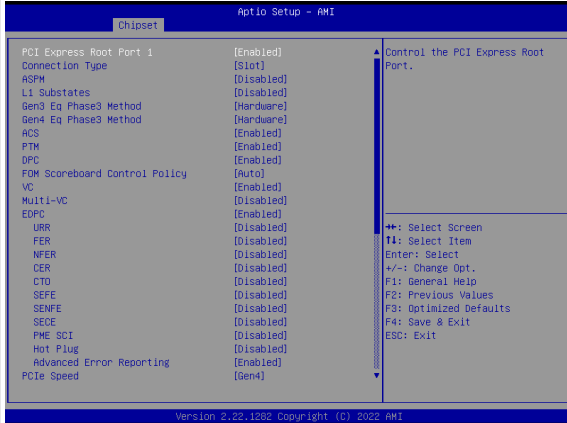 Aptio Setup - AMI
Chipset
PCI Express Root Port 1 [Enabled]
Connection Type [Slot]
ASPM [Disabled]
L1 Substates [Disabled]
Gen3 Eq Phase3 Method [Hardware]
Gen4 Eq Phase3 Method [Hardware]
ACS [Enabled]
PTM [Enabled]
DPC [Enabled]
FOM Scoreboard Control Policy [Auto]
VC [Enabled]
Multi-VC [Disabled]
EDPC [Enabled]
URR [Disabled]
FER [Disabled]
NFER [Disabled]
CER [Disabled]
CTO [Disabled]
SEFE [Disabled]
SENFE [Disabled]
SECE [Disabled]
PME SCI [Disabled]
Hot Plug [Disabled]
Advanced Error Reporting [Enabled]
PCIe Speed [Gen4]
Control the PCI Express Root
Port.
→←: Select Screen
↑↓: Select Item
Enter: Select
+/-: Change Opt.
F1: General Help
F2: Previous Values
F3: Optimized Defaults
F4: Save & Exit
ESC: Exit
Version 2.22.1282 Copyright (C) 2022 AMI